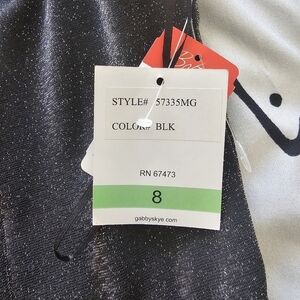 STYLE# 57335MG
COLOR# BLK
RN 67473
8
gabbyskye.com